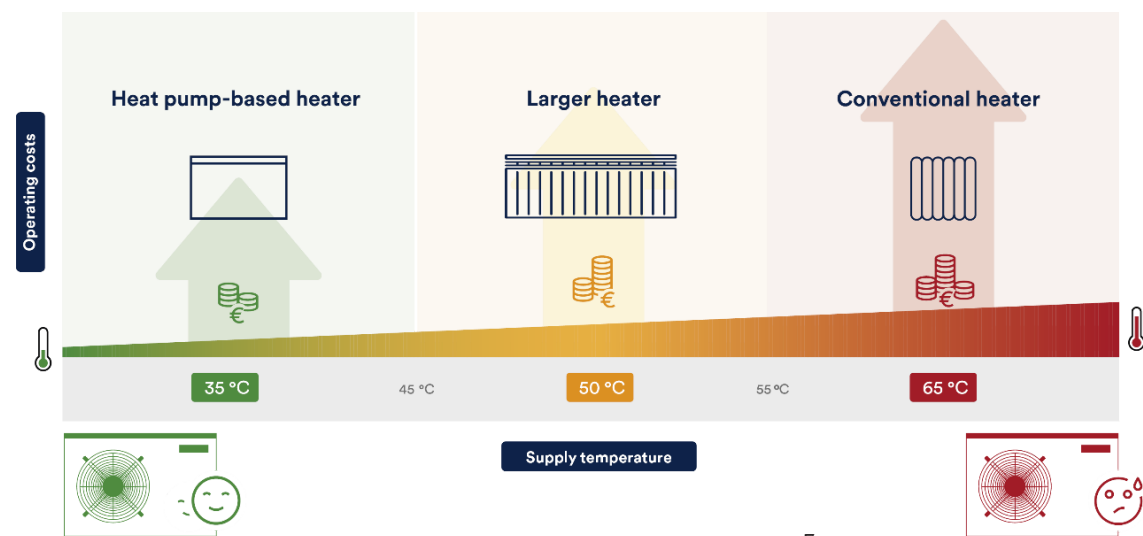 Heat pump-based heater
Larger heater
Conventional heater
Operating costs
€
€
€
35 °C
45 °C
50 °C
55 °C
65 °C
Supply temperature